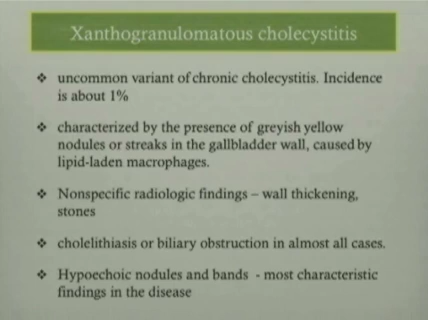 Xanthogranulomatous cholecystitis
❖ uncommon variant of chronic cholecystitis. Incidence
is about 1%
❖ characterized by the presence of greyish yellow
nodules or streaks in the gallbladder wall, caused by
lipid-laden macrophages.
❖ Nonspecific radiologic findings – wall thickening,
stones
❖ cholelithiasis or biliary obstruction in almost all cases.
❖ Hypoechoic nodules and bands - most characteristic
findings in the disease